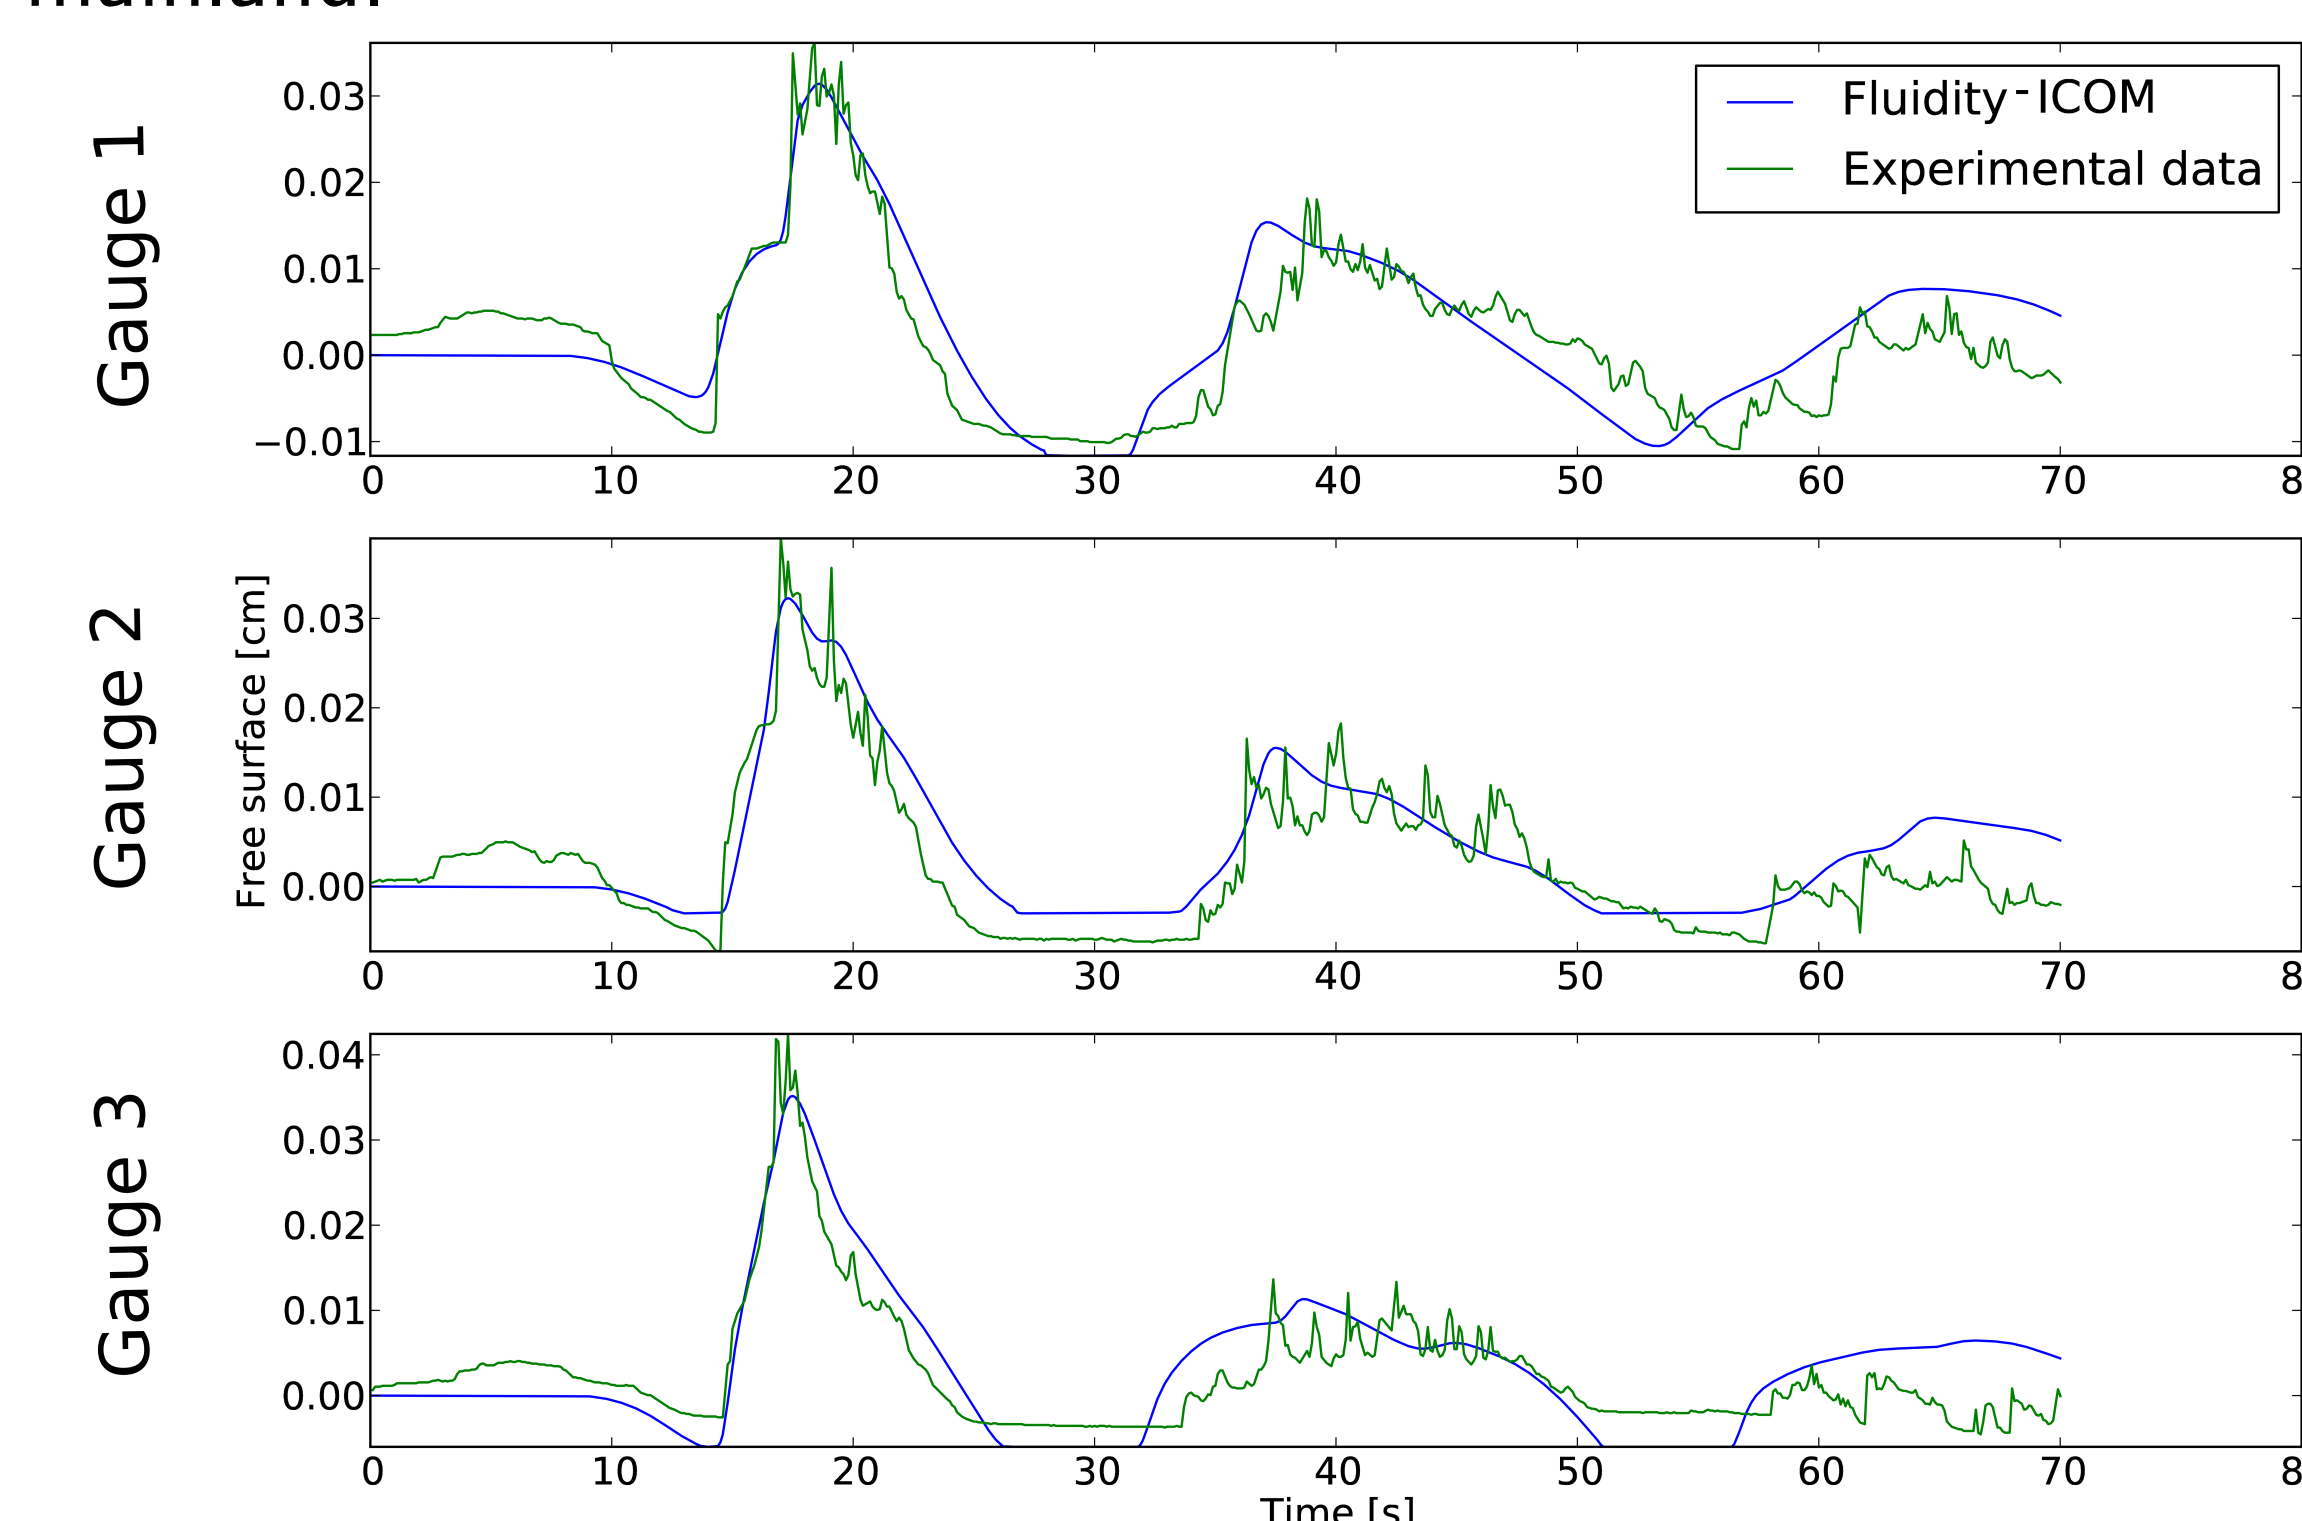 mainland.
Gauge 1
0.03
0.02
0.01
0.00
−0.01
Fluidity-ICOM
Experimental data
0 10 20 30 40 50 60 70 8
Gauge 2
Free surface [cm]
0.03
0.02
0.01
0.00
0 10 20 30 40 50 60 70 8
Gauge 3
0.04
0.03
0.02
0.01
0.00
0 10 20 30 40 50 60 70 8
Time [s]